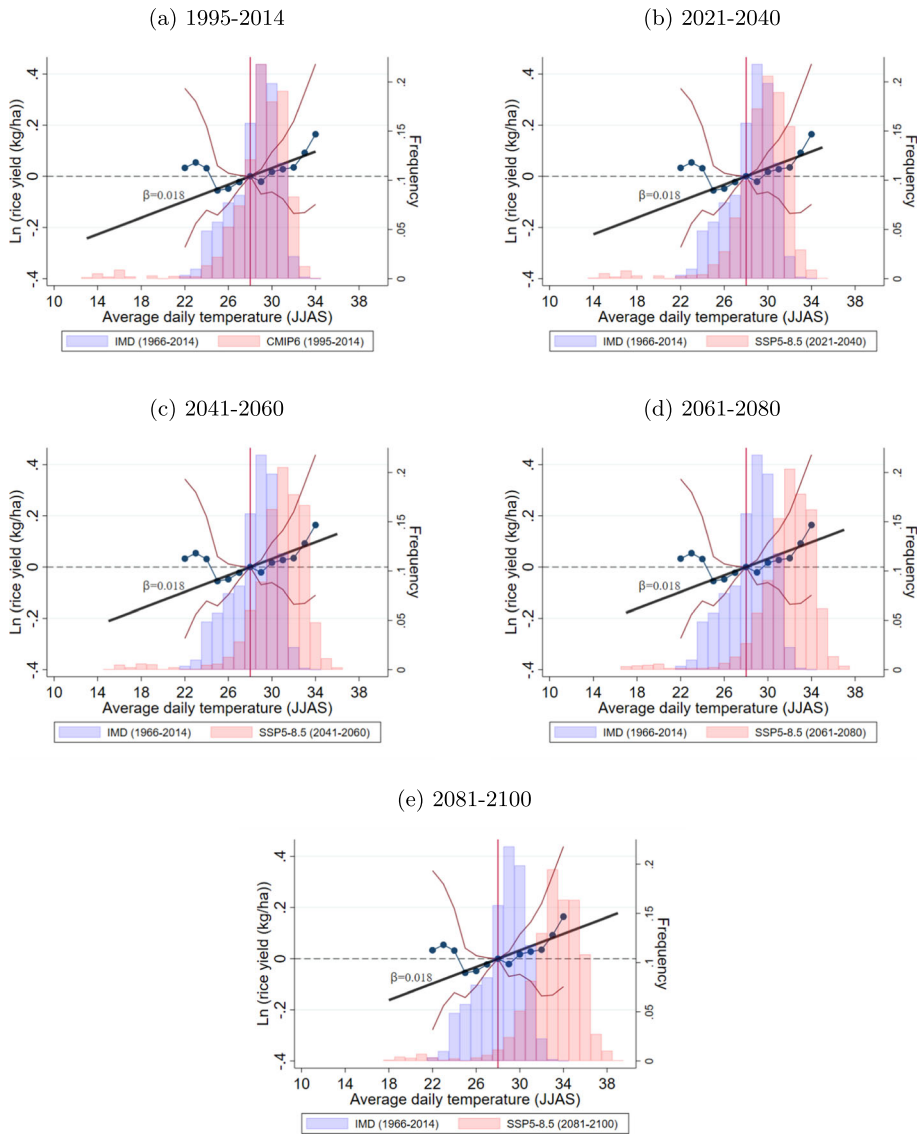 (a) 1995-2014
(b) 2021-2040
Ln (rice yield (kg/ha))
.4
.2
0
-.2
-.4
β=0.018
.2
.15
.1
.05
0
Frequency
10 14 18 22 26 30 34 38
Average daily temperature (JJAS)
IMD (1966-2014) CMIP6 (1995-2014)
Ln (rice yield (kg/ha))
.4
.2
0
-.2
-.4
β=0.018
.2
.15
.1
.05
0
Frequency
10 14 18 22 26 30 34 38
Average daily temperature (JJAS)
IMD (1966-2014) SSP5-8.5 (2021-2040)
(c) 2041-2060
(d) 2061-2080
Ln (rice yield (kg/ha))
.4
.2
0
-.2
-.4
β=0.018
.2
.15
.1
.05
0
Frequency
10 14 18 22 26 30 34 38
Average daily temperature (JJAS)
IMD (1966-2014) SSP5-8.5 (2041-2060)
Ln (rice yield (kg/ha))
.4
.2
0
-.2
-.4
β=0.018
.2
.15
.1
.05
0
Frequency
10 14 18 22 26 30 34 38
Average daily temperature (JJAS)
IMD (1966-2014) SSP5-8.5 (2061-2080)
(e) 2081-2100
Ln (rice yield (kg/ha))
.4
.2
0
-.2
-.4
β=0.018
.2
.15
.1
.05
0
Frequency
10 14 18 22 26 30 34 38
Average daily temperature (JJAS)
IMD (1966-2014) SSP5-8.5 (2081-2100)